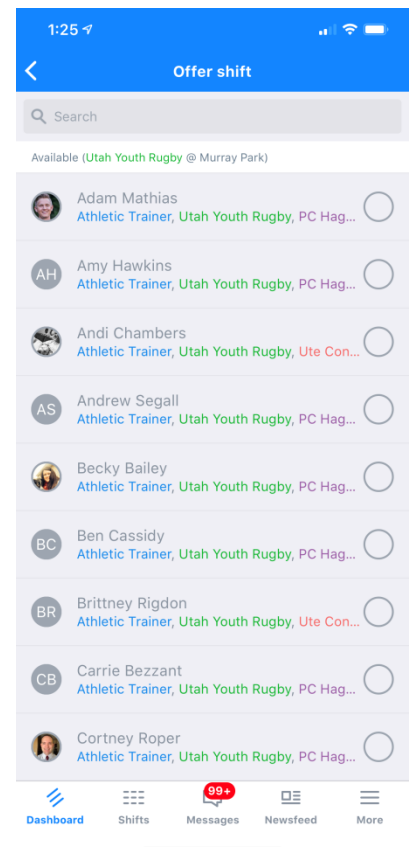 1:25
Offer shift
Search
Available (Utah Youth Rugby @ Murray Park)
Adam Mathias
Athletic Trainer, Utah Youth Rugby, PC Hag...
AH
Amy Hawkins
Athletic Trainer, Utah Youth Rugby, PC Hag...
Andi Chambers
Athletic Trainer, Utah Youth Rugby, Ute Con...
AS
Andrew Segall
Athletic Trainer, Utah Youth Rugby, PC Hag...
Becky Bailey
Athletic Trainer, Utah Youth Rugby, PC Hag...
BC
Ben Cassidy
Athletic Trainer, Utah Youth Rugby, PC Hag...
BR
Brittney Rigdon
Athletic Trainer, Utah Youth Rugby, Ute Con...
CB
Carrie Bezzant
Athletic Trainer, Utah Youth Rugby, PC Hag...
Cortney Roper
Athletic Trainer, Utah Youth Rugby, PC Hag...
99+
Dashboard Shifts Messages Newsfeed More